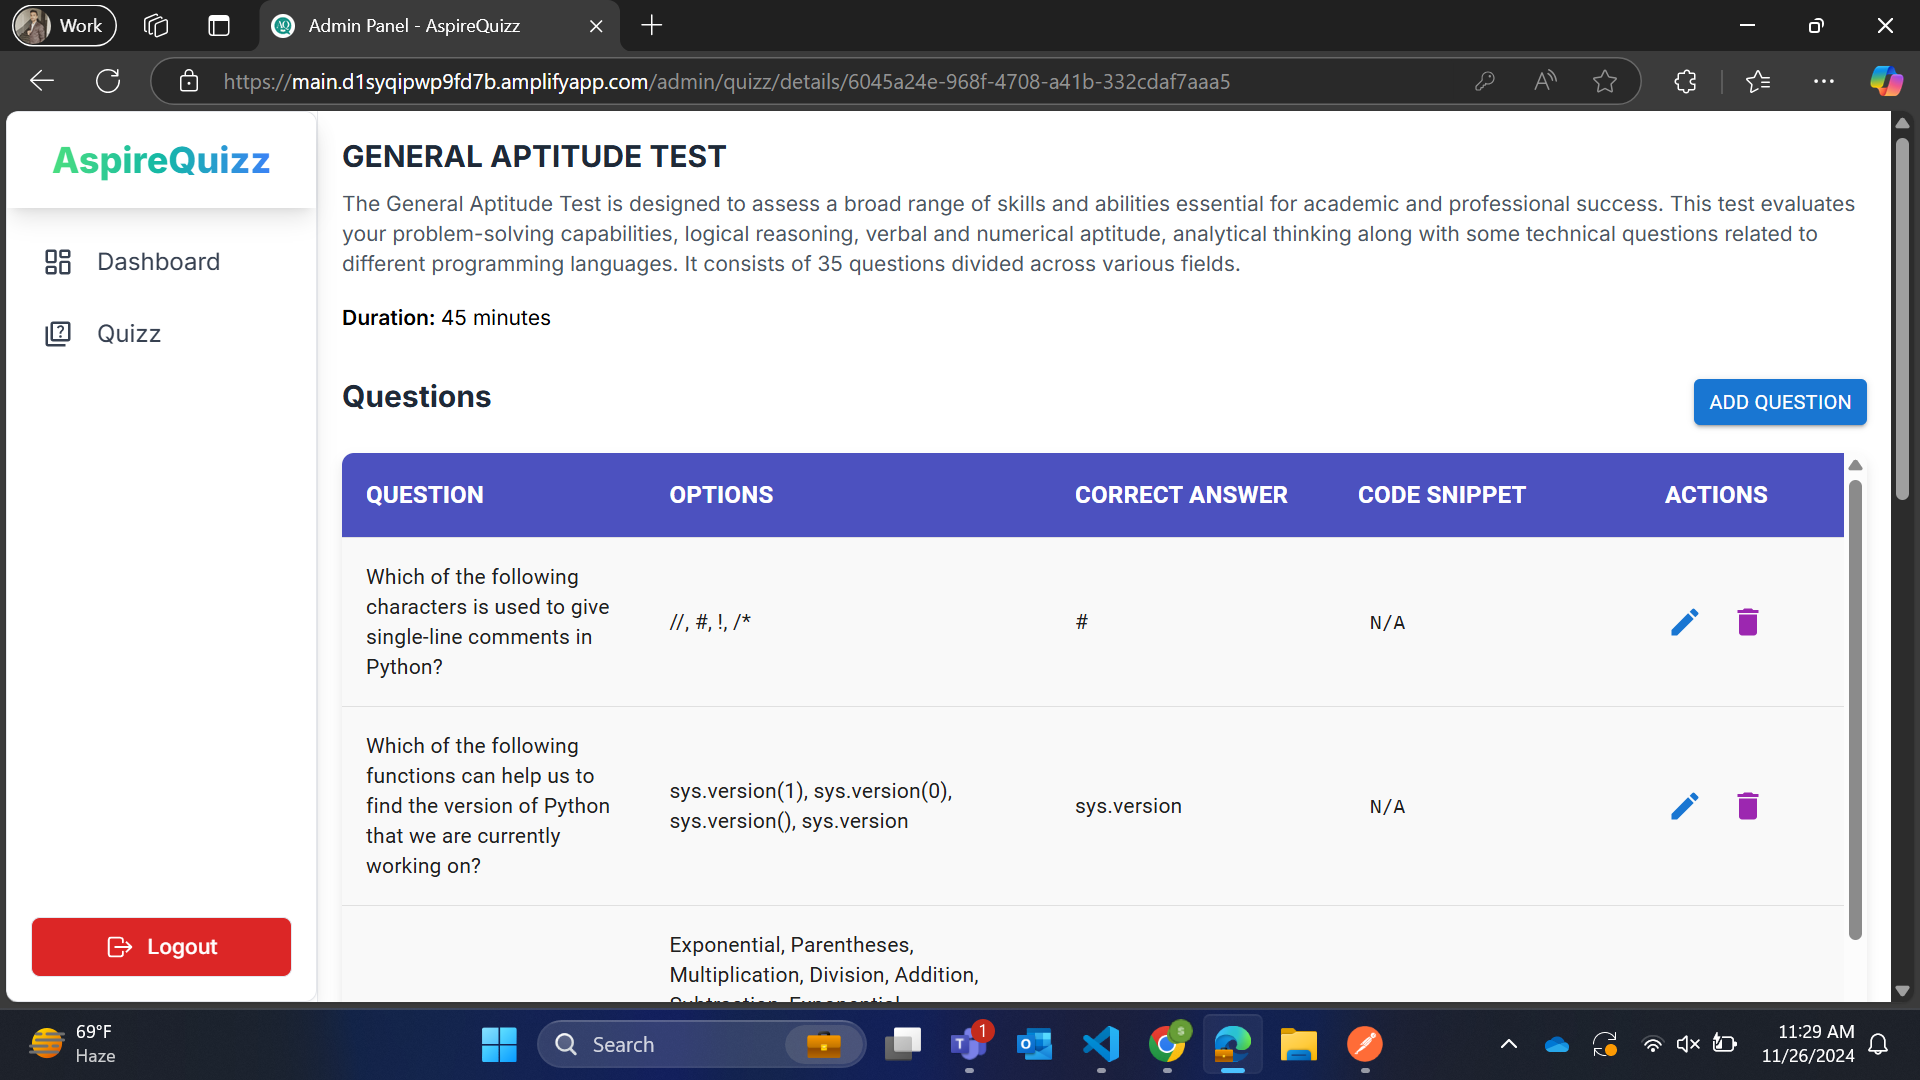 Work
Admin Panel - AspireQuizz
https://main.d1syqipwp9fd7b.amplifyapp.com/admin/quizz/details/6045a24e-968f-4708-a41b-332cdaf7aaa5
AspireQuizz
Dashboard
Quizz
Logout
GENERAL APTITUDE TEST
The General Aptitude Test is designed to assess a broad range of skills and abilities essential for academic and professional success. This test evaluates
your problem-solving capabilities, logical reasoning, verbal and numerical aptitude, analytical thinking along with some technical questions related to
different programming languages. It consists of 35 questions divided across various fields.
Duration: 45 minutes
Questions
ADD QUESTION
QUESTION OPTIONS CORRECT ANSWER CODE SNIPPET ACTIONS
Which of the following
characters is used to give
single-line comments in
Python?
//, #, !, /*
#
N/A
Which of the following
functions can help us to
find the version of Python
that we are currently
working on?
sys.version(1), sys.version(0),
sys.version(), sys.version
sys.version
N/A
Exponential, Parentheses,
Multiplication, Division, Addition,
Subtraction, Exponential,
69°F
Haze
Search
1
S
11:29 AM
11/26/2024